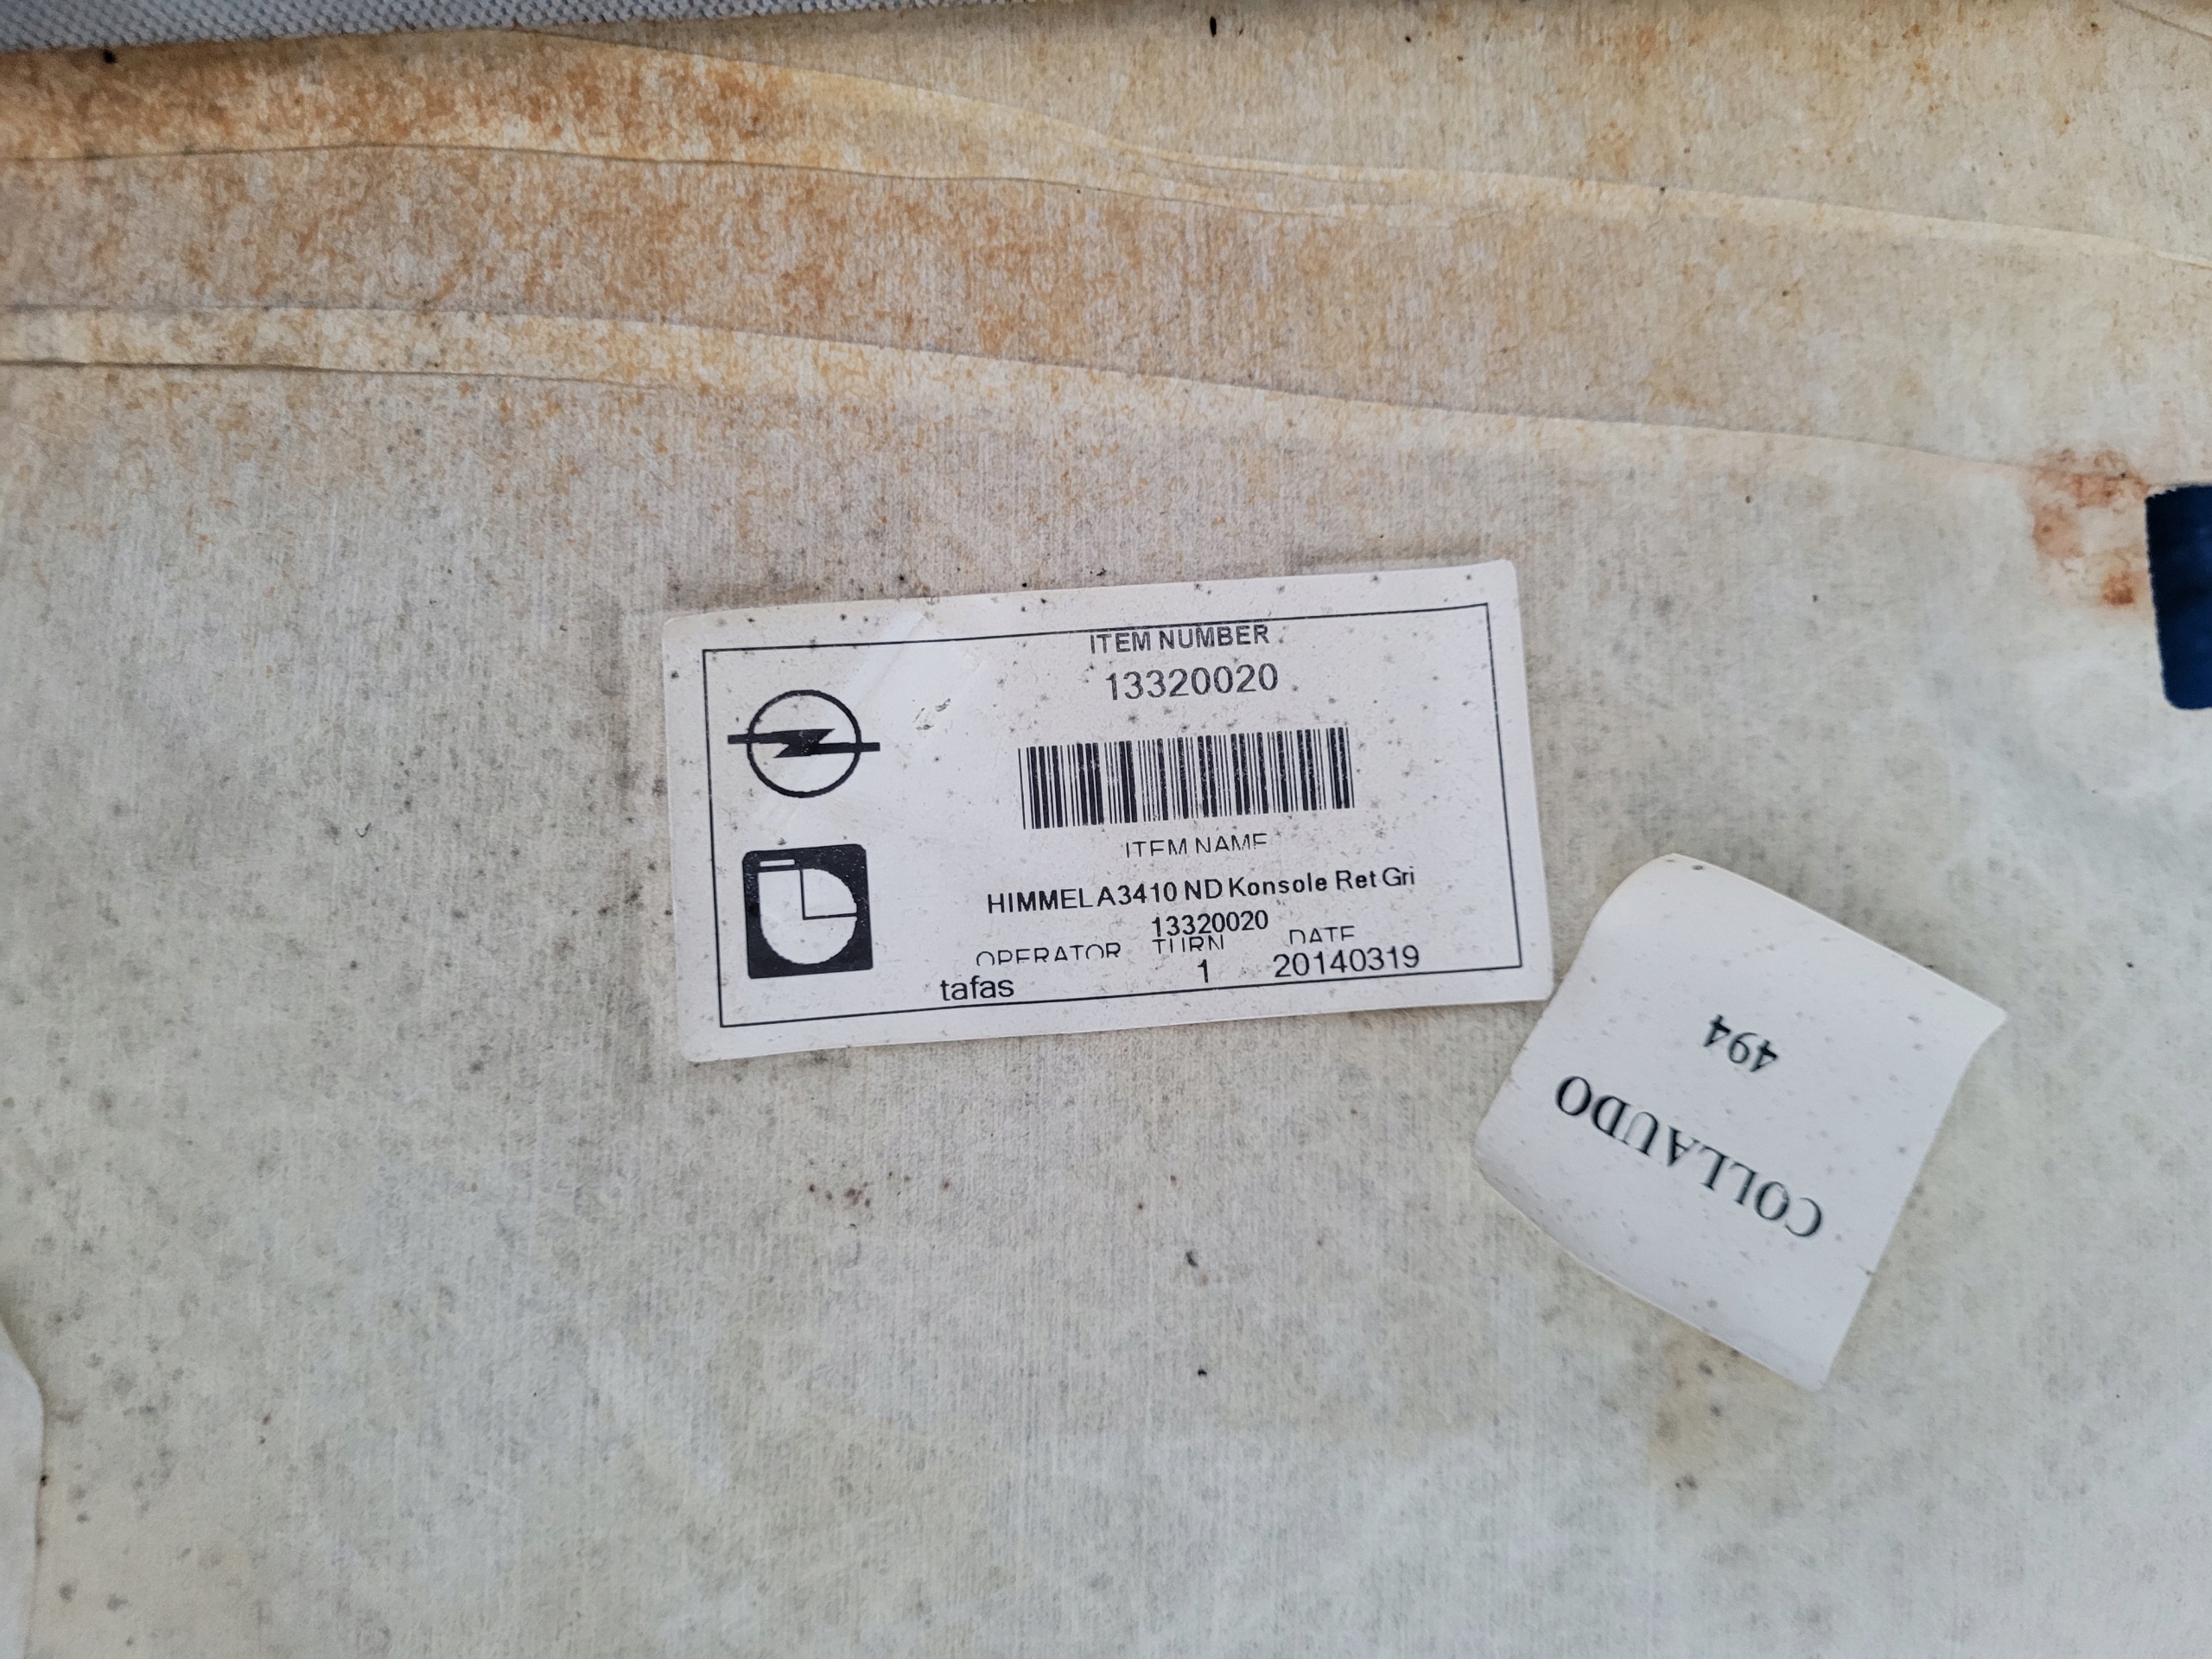 ITEM NUMBER
13320020
ITEM NAME
HIMMEL A3410 ND Konsole Ret Gri
13320020
OPERATOR TURN DATE
tafas 1 20140319
COLLAUDO
494